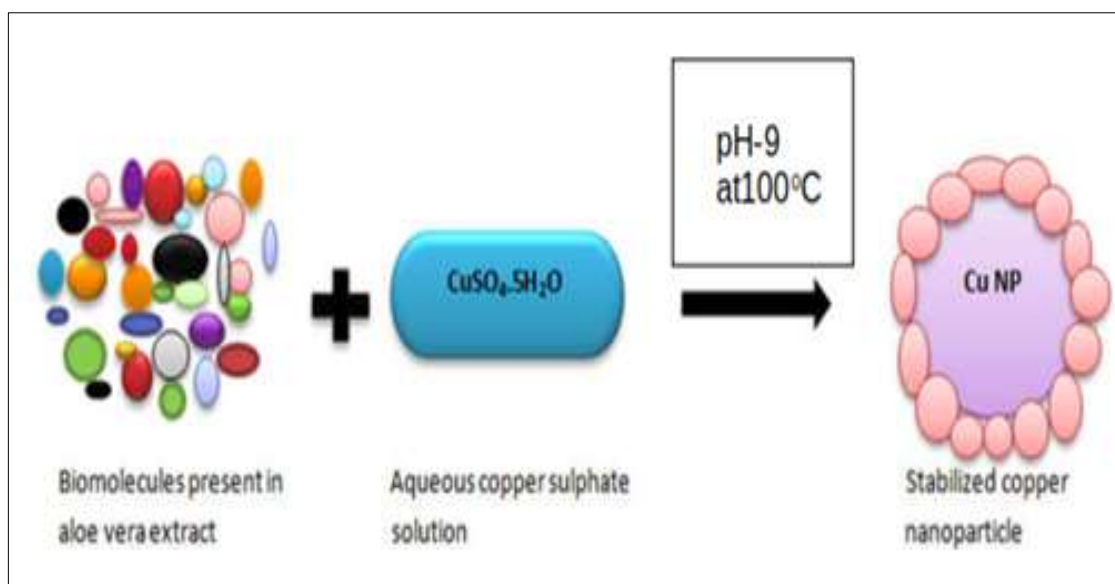 pH-9
at100°C
CuSO₄.5H₂O
Cu NP
Biomolecules present in
aloe vera extract
Aqueous copper sulphate
solution
Stabilized copper
nanoparticle